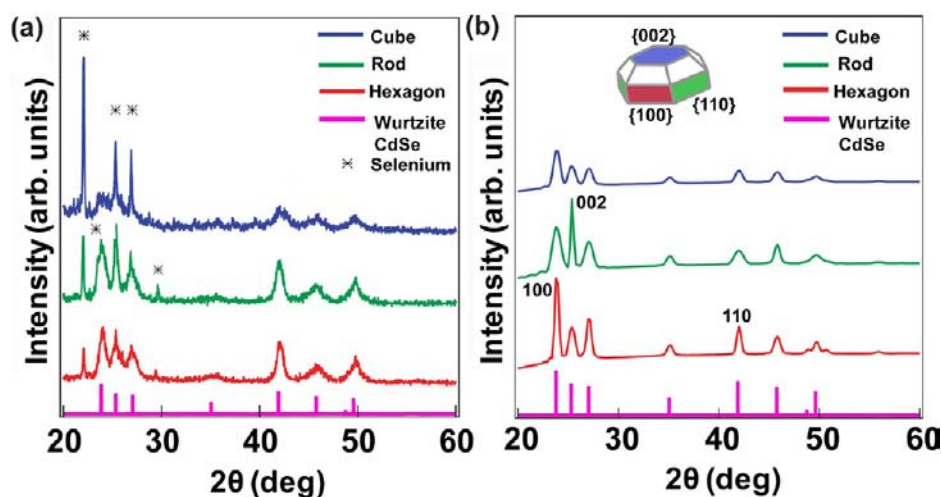 (a)
Intensity (arb. units)
Cube
Rod
Hexagon
Wurtzite
CdSe
Selenium
20 30 40 50 60
2θ (deg)
(b)
Intensity (arb. units)
{002}
{100}
{110}
Cube
Rod
Hexagon
Wurtzite
CdSe
002
100
110
20 30 40 50 60
2θ (deg)